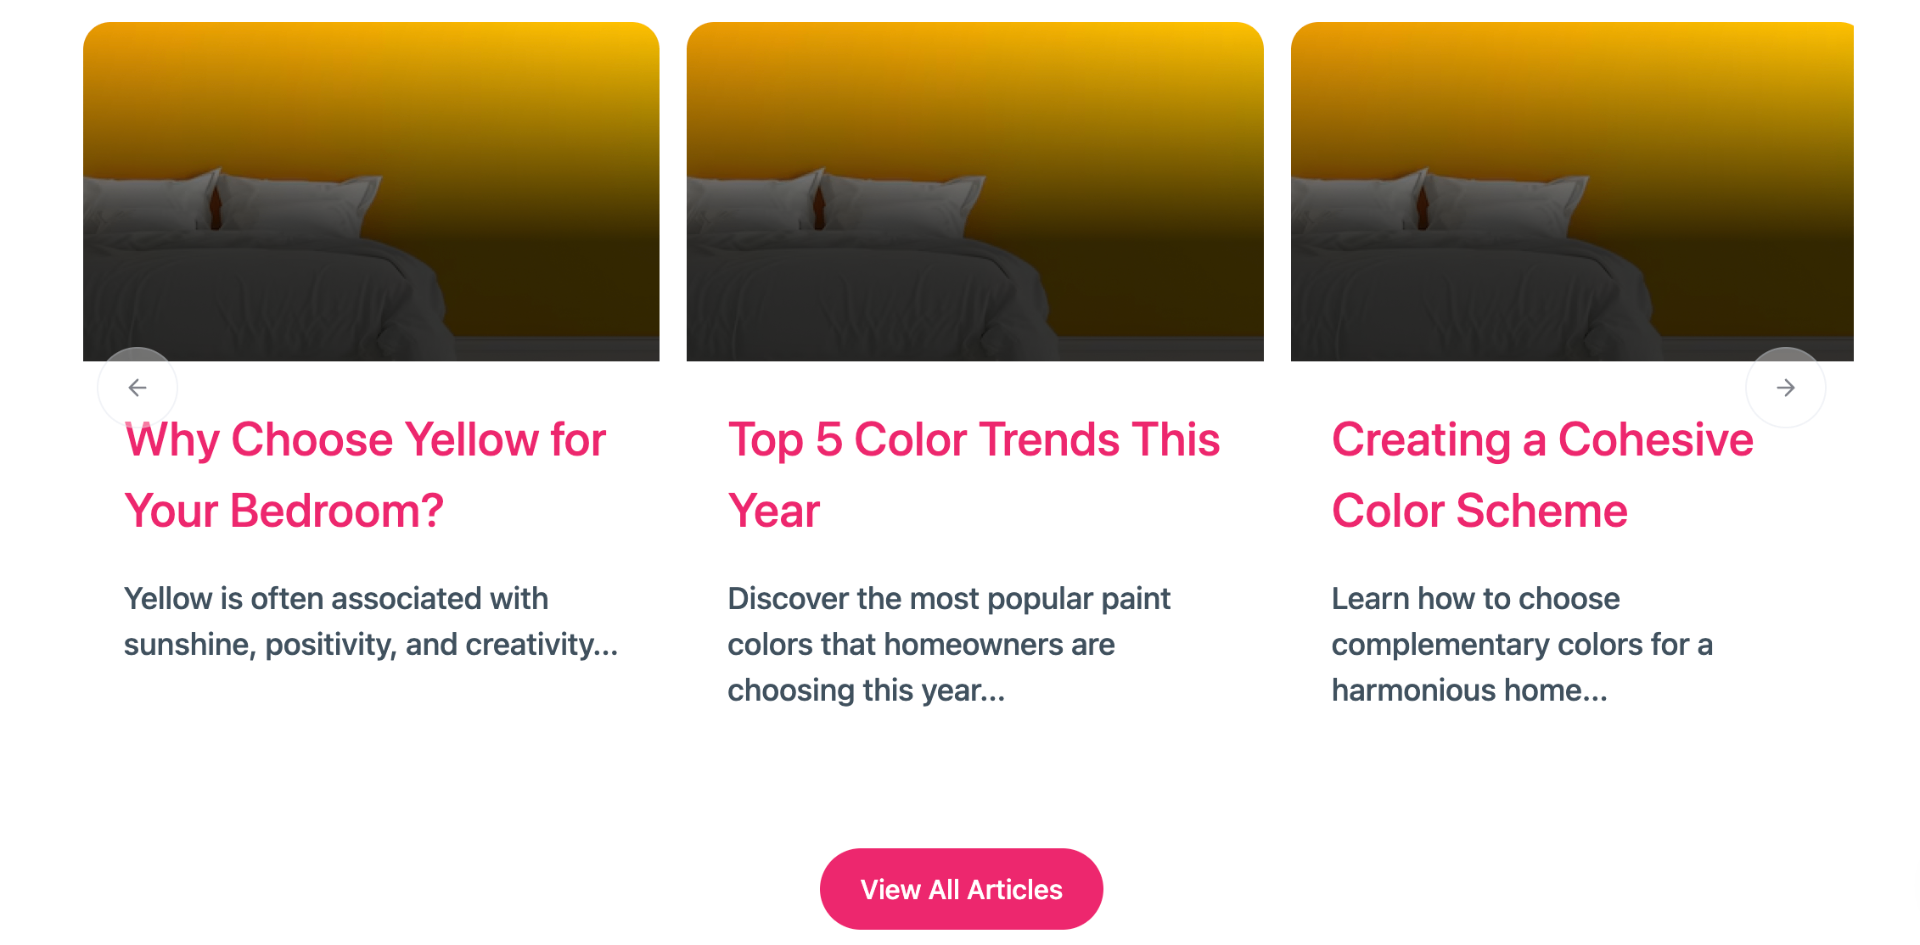 Why Choose Yellow for
Your Bedroom?
Yellow is often associated with
sunshine, positivity, and creativity...
Top 5 Color Trends This
Year
Discover the most popular paint
colors that homeowners are
choosing this year...
Creating a Cohesive
Color Scheme
Learn how to choose
complementary colors for a
harmonious home...
View All Articles